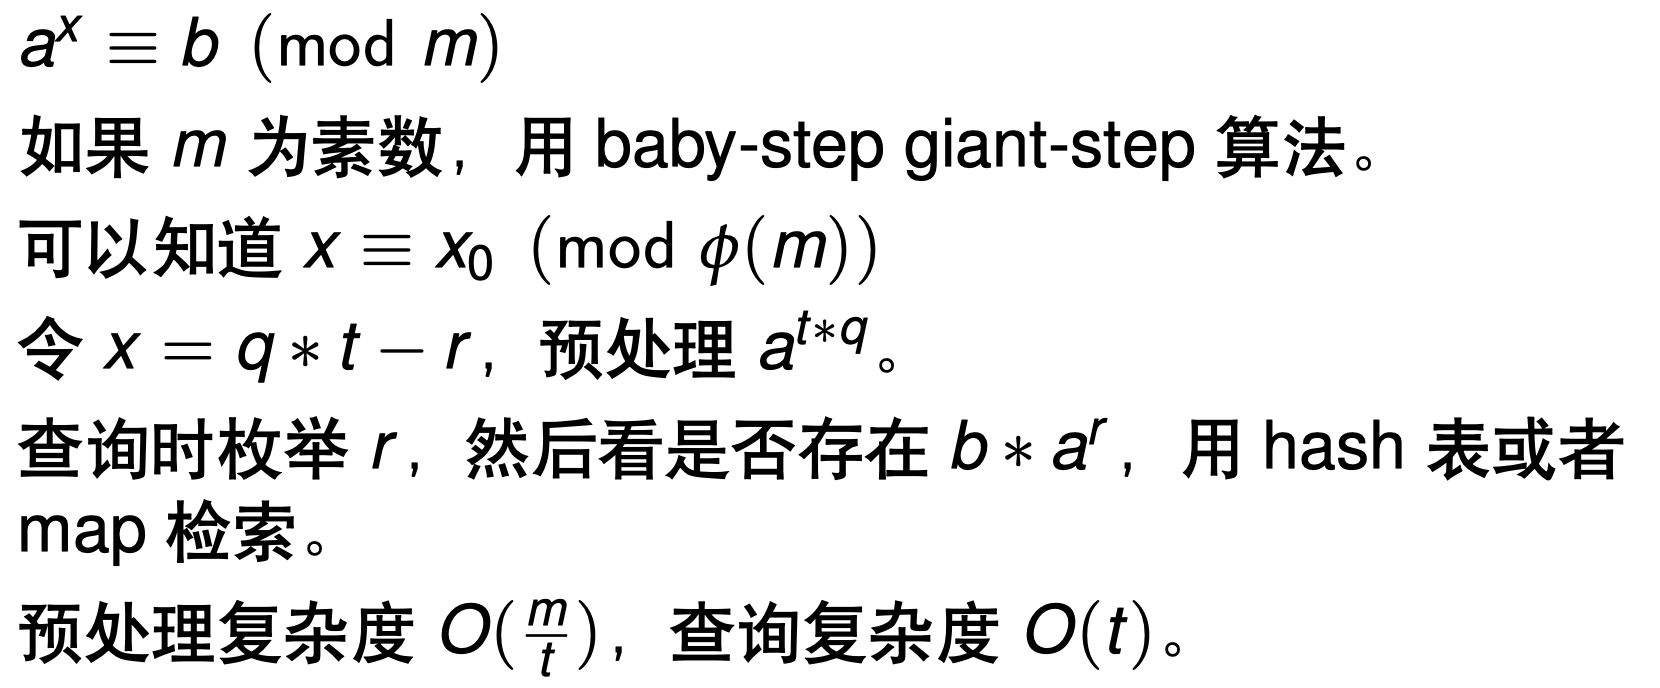 a^x ≡ b (mod m)
如果 m 为素数，用 baby-step giant-step 算法。
可以知道 x ≡ x_0 (mod ϕ(m))
令 x = q ∗ t − r，预处理 a^{t∗q}。
查询时枚举 r，然后看是否存在 b ∗ a^r，用 hash 表或者
map 检索。
预处理复杂度 O(\frac{m}{t})，查询复杂度 O(t)。